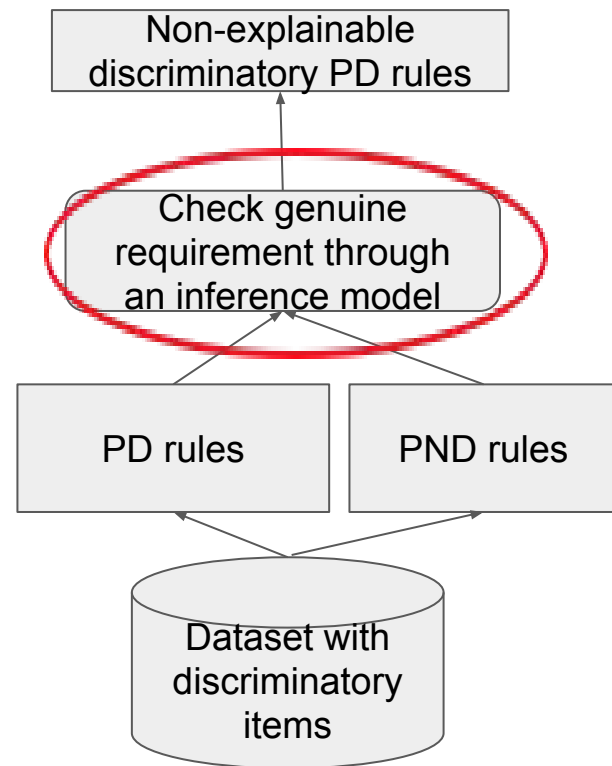 Non-explainable
discriminatory PD rules
Check genuine
requirement through
an inference model
PD rules
PND rules
Dataset with
discriminatory
items